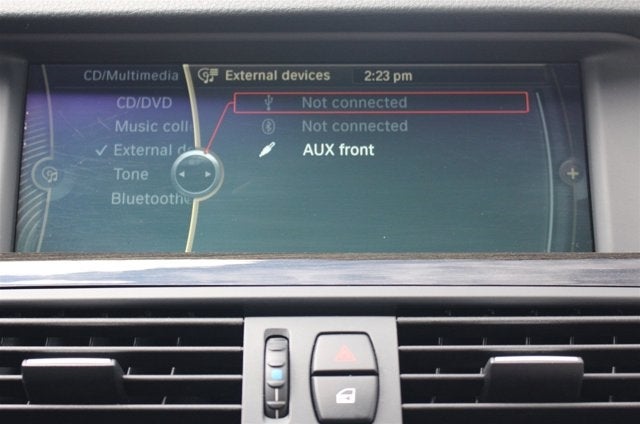 CD/Multimedia External devices 2:23 pm
CD/DVD Not connected
Music coll Not connected
External d AUX front
Tone
Bluetooth